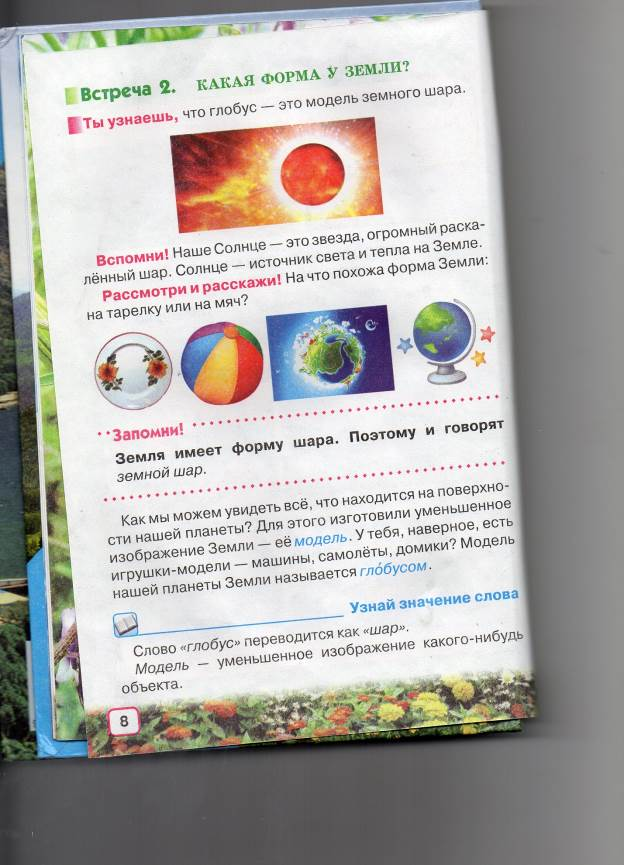 Встреча 2. КАКАЯ ФОРМА У ЗЕМЛИ?
Ты узнаешь, что глобус — это модель земного шара.
Вспомни! Наше Солнце — это звезда, огромный раска-
лённый шар. Солнце — источник света и тепла на Земле.
Рассмотри и расскажи! На что похожа форма Земли:
на тарелку или на мяч?
Запомни!
Земля имеет форму шара. Поэтому и говорят
земной шар.
Как мы можем увидеть всё, что находится на поверхно-
сти нашей планеты? Для этого изготовили уменьшенное
изображение Земли — её модель. У тебя, наверное, есть
игрушки-модели — машины, самолёты, домики? Модель
нашей планеты Земли называется гло́бусом.
Узнай значение слова
Слово «глобус» переводится как «шар».
Модель — уменьшенное изображение какого-нибудь
объекта.
8